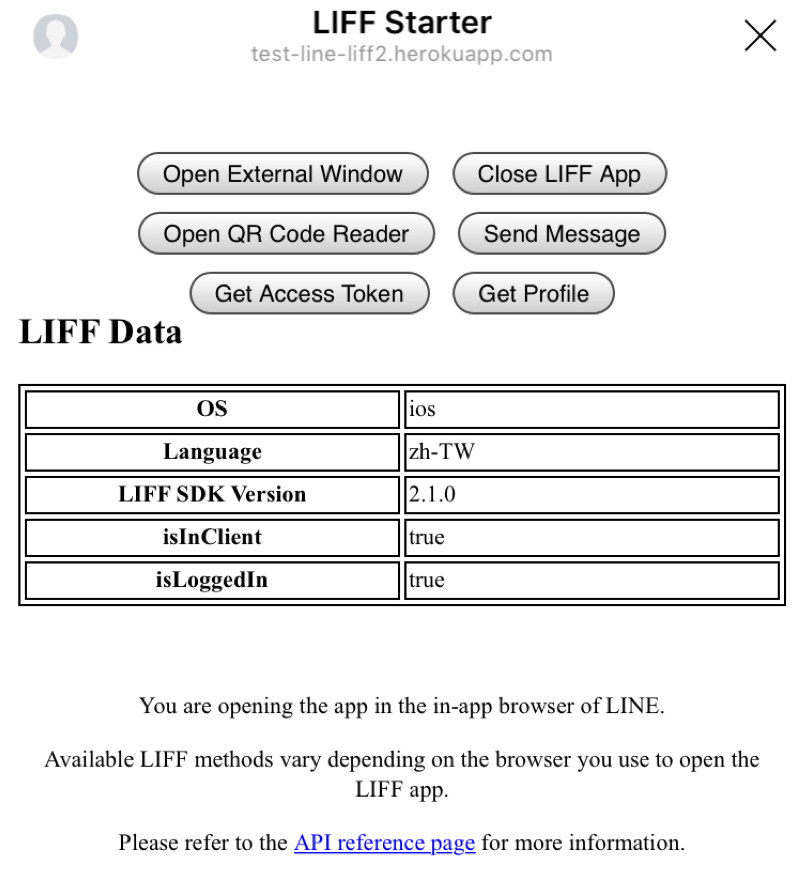 LIFF Starter
test-line-liff2.herokuapp.com
Open External Window Close LIFF App
Open QR Code Reader Send Message
Get Access Token Get Profile
LIFF Data
OS ios
Language zh-TW
LIFF SDK Version 2.1.0
isInClient true
isLoggedIn true
You are opening the app in the in-app browser of LINE.
Available LIFF methods vary depending on the browser you use to open the
LIFF app.
Please refer to the API reference page for more information.